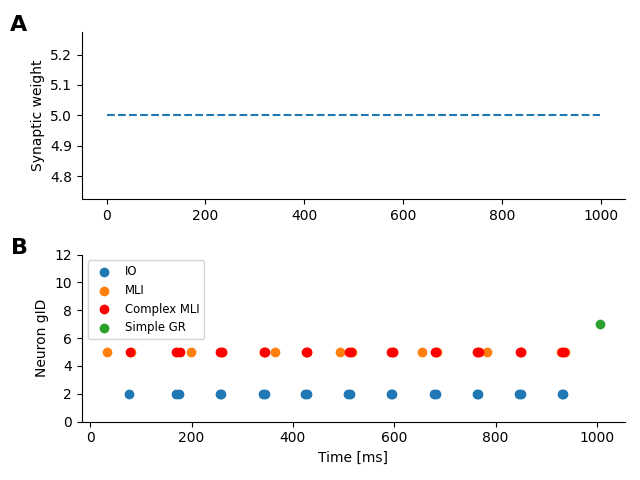 A
5.2
5.1
5.0
4.9
4.8
Synaptic weight
0 200 400 600 800 1000
B
12
10
8
6
4
2
0
Neuron gID
IO
MLI
Complex MLI
Simple GR
0 200 400 600 800 1000
Time [ms]